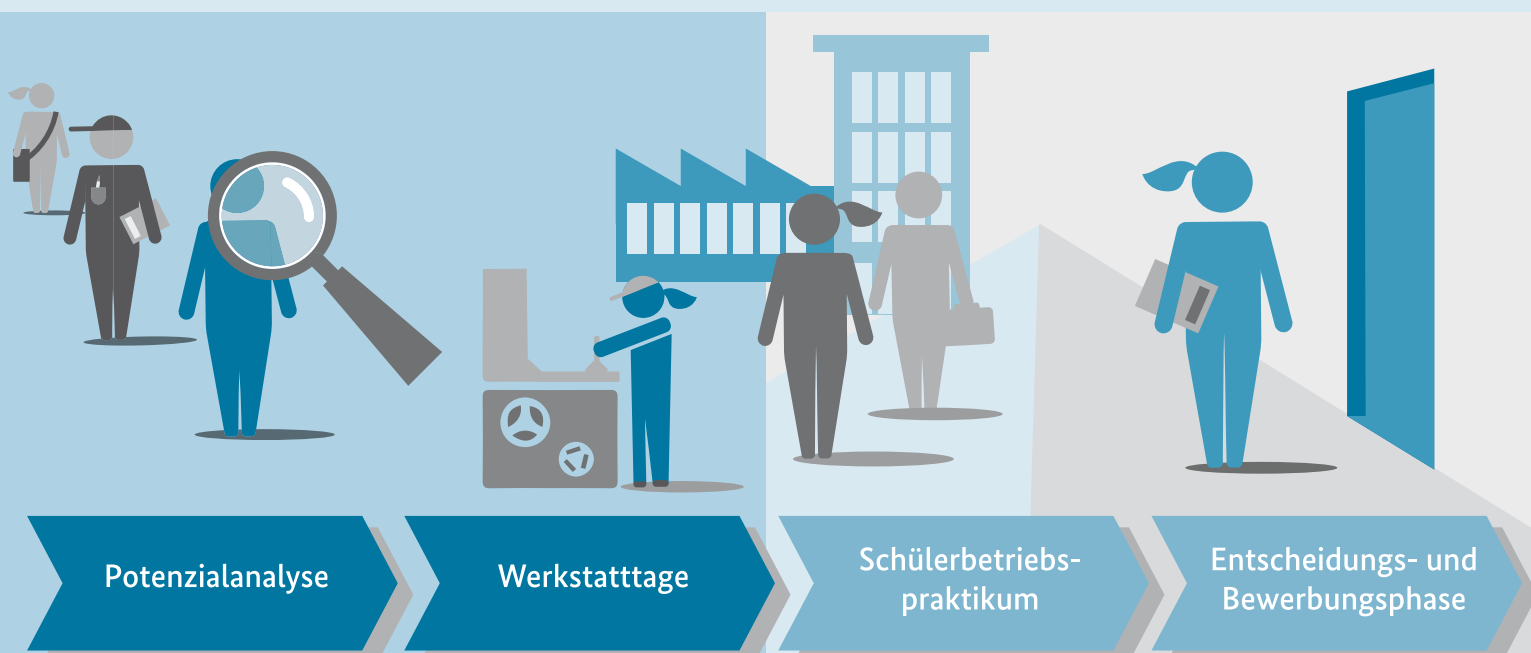 Potenzialanalyse
Werkstatttage
Schülerbetriebs-
praktikum
Entscheidungs- und
Bewerbungsphase